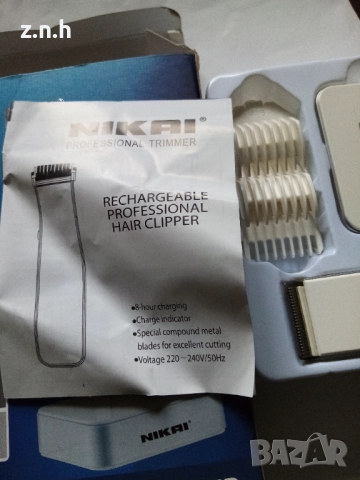 z.n.h
NIKAI®
PROFESSIONAL TRIMMER
RECHARGEABLE
PROFESSIONAL
HAIR CLIPPER
•8-hour charging
•Charge indicator
•Special compound metal
blades for excellent cutting
•Voltage 220~240V/50Hz
NIKAI
BAZAR